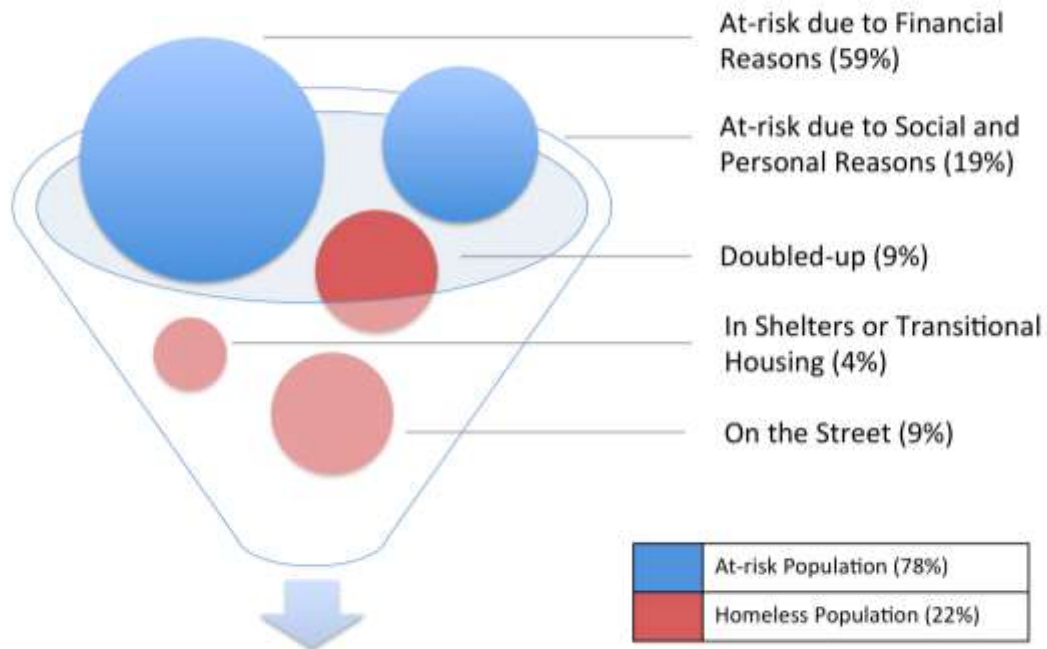 At-risk due to Financial
Reasons (59%)
At-risk due to Social and
Personal Reasons (19%)
Doubled-up (9%)
In Shelters or Transitional
Housing (4%)
On the Street (9%)
At-risk Population (78%)
Homeless Population (22%)